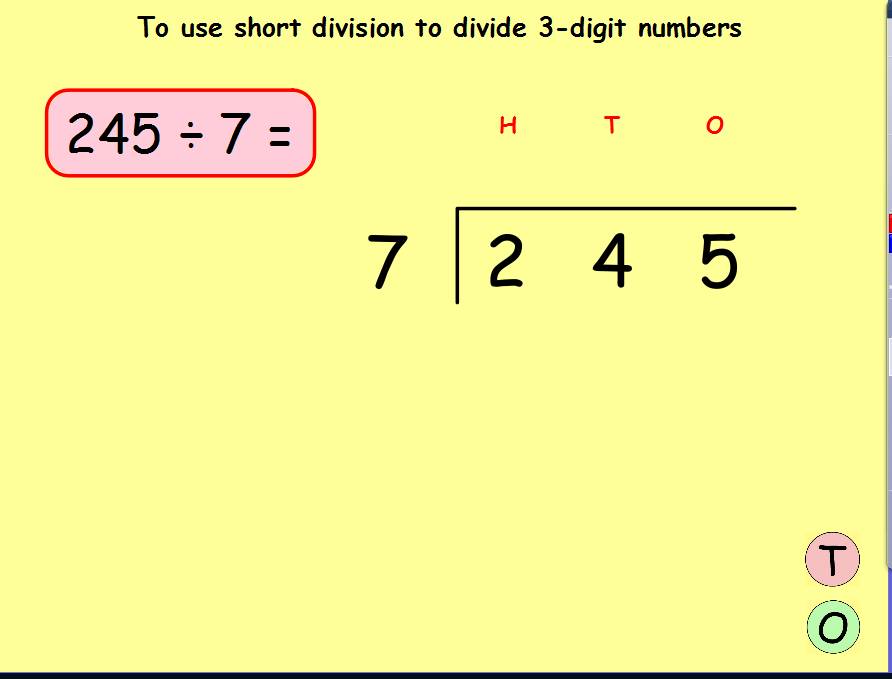 To use short division to divide 3-digit numbers
245 ÷ 7 =
H T O
7 2 4 5
T
O